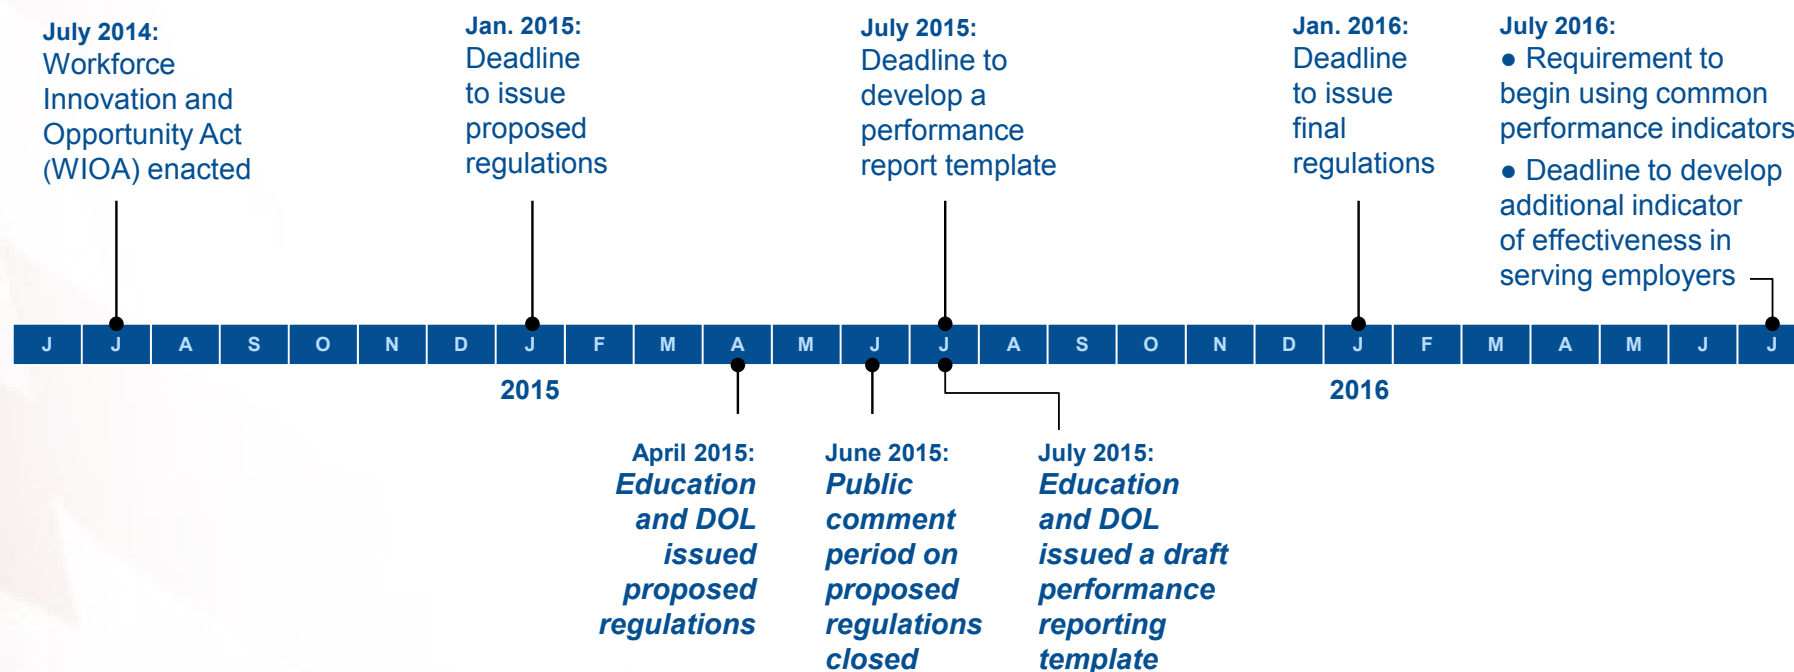 July 2014:
Workforce
Innovation and
Opportunity Act
(WIOA) enacted
Jan. 2015:
Deadline
to issue
proposed
regulations
July 2015:
Deadline to
develop a
performance
report template
Jan. 2016:
Deadline
to issue
final
regulations
July 2016:
● Requirement to
begin using common
performance indicators
● Deadline to develop
additional indicator
of effectiveness in
serving employers
J J A S O N D J F M A M J J A S O N D J F M A M J J
2015 2016
April 2015:
Education
and DOL
issued
proposed
regulations
June 2015:
Public
comment
period on
proposed
regulations
closed
July 2015:
Education
and DOL
issued a draft
performance
reporting
template